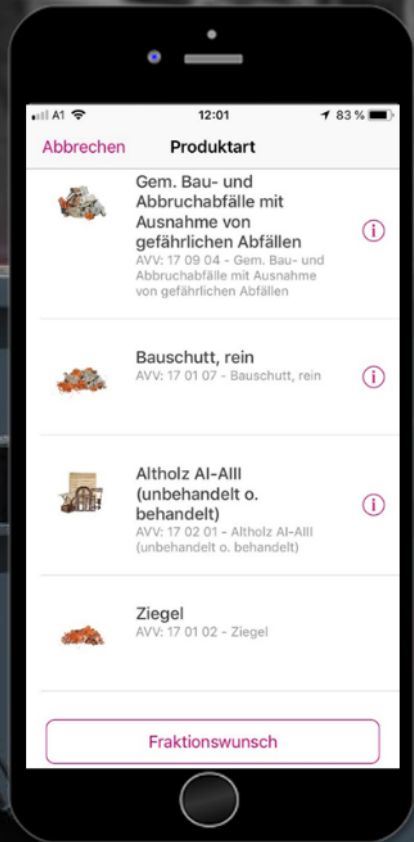 A1 12:01 83 %
Abbrechen Produktart
Gem. Bau- und
Abbruchabfälle mit
Ausnahme von
gefährlichen Abfällen
AVV: 17 09 04 - Gem. Bau- und
Abbruchabfälle mit Ausnahme
von gefährlichen Abfällen
Bauschutt, rein
AVV: 17 01 07 - Bauschutt, rein
Altholz AI-AIII
(unbehandelt o.
behandelt)
AVV: 17 02 01 - Altholz AI-AIII
(unbehandelt o. behandelt)
Ziegel
AVV: 17 01 02 - Ziegel
Fraktionswunsch